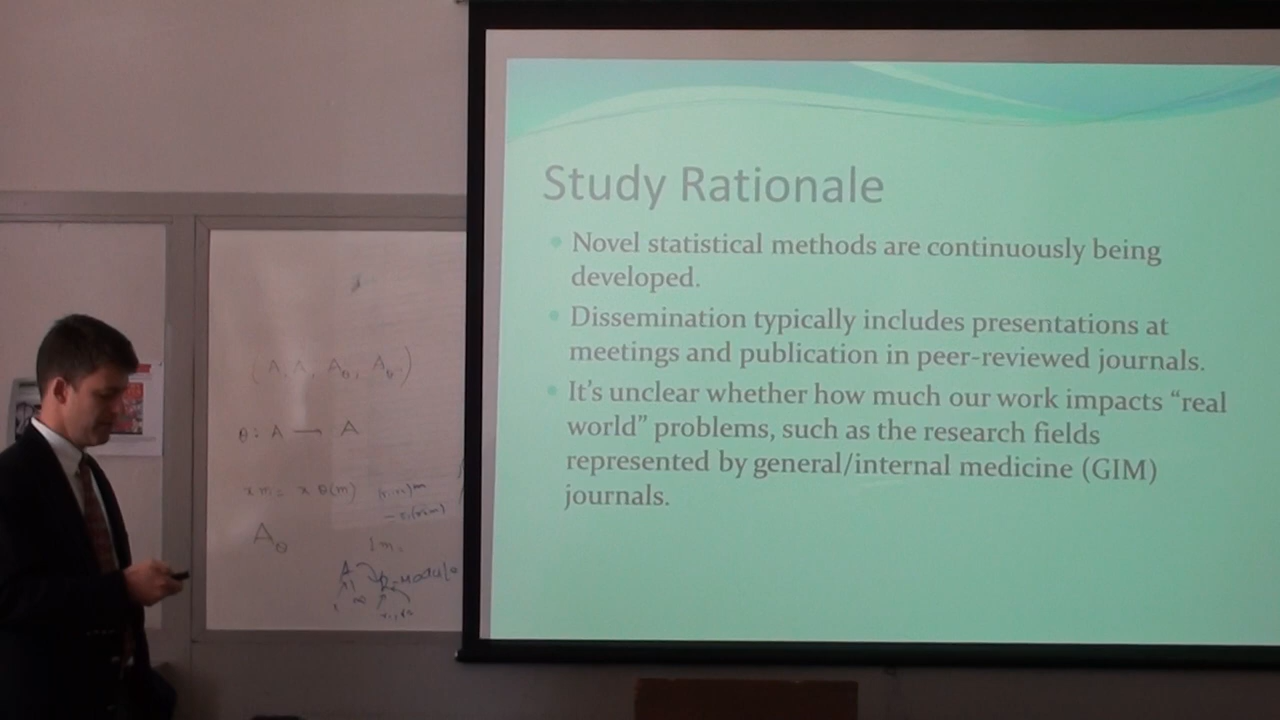 Study Rationale
Novel statistical methods are continuously being
developed.
Dissemination typically includes presentations at
meetings and publication in peer-reviewed journals.
It's unclear whether how much our work impacts “real
world” problems, such as the research fields
represented by general/internal medicine (GIM)
journals.
θ: A → A
x m = x θ(m)
A_θ
1 m.
R-module